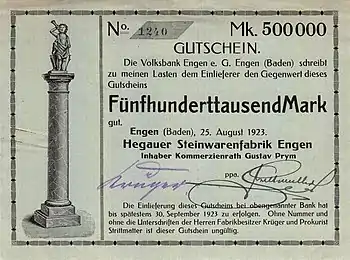 No. 1240 Mk. 500000
GUTSCHEIN.
Die Volksbank Engen e. G. Engen (Baden) schreibt
zu meinen Lasten dem Einlieferer den Gegenwert dieses
Gutscheins
FünfhunderttausendMark
gut.
Engen (Baden), 25. August 1923.
Hegauer Steinwarenfabrik Engen
Inhaber Kommerzienrath Gustav Prym
ppa.
Krüger Strittmatter
Die Einlieferung dieses Gutscheins bei obengenannter Bank hat
bis spätestens 30. September 1923 zu erfolgen. Ohne Nummer und
ohne die Unterschriften der Herren Fabrikbesitzer Krüger und Prokurist
Strittmatter ist dieser Gutschein ungültig.